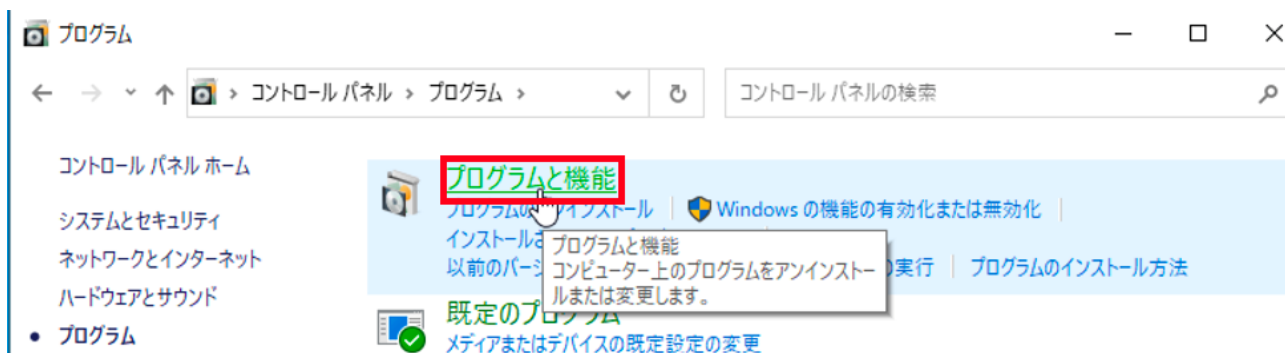 プログラム
コントロール パネル › プログラム ›
コントロール パネルの検索
コントロール パネル ホーム
システムとセキュリティ
ネットワークとインターネット
ハードウェアとサウンド
• プログラム
プログラムと機能
プログラムの インストール
Windows の機能の有効化または無効化
インストール
以前のバー
の実行
プログラムのインストール方法
プログラムと機能
コンピューター上のプログラムをアンインストー
ルまたは変更します。
既定のプログラム
メディアまたはデバイスの既定設定の変更